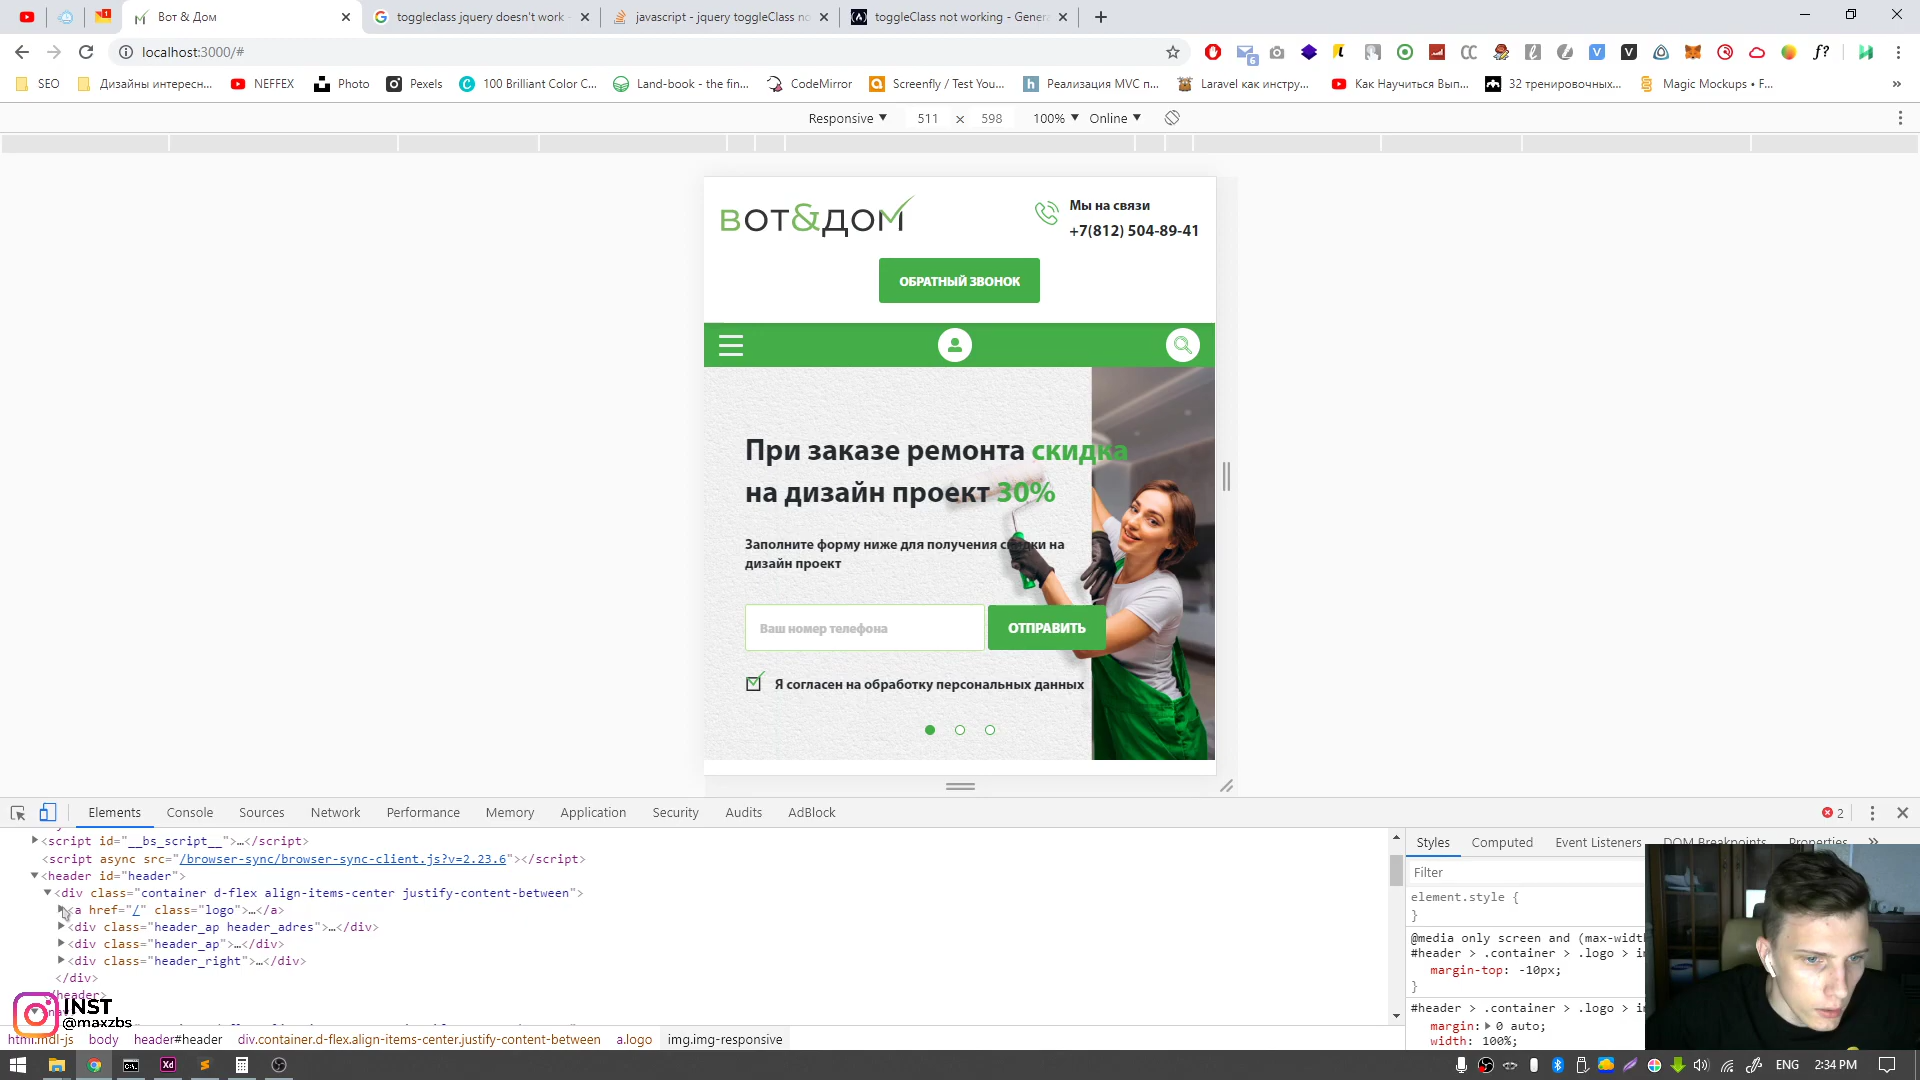 Вот & Дом
toggleclass jquery doesn't work -
javascript - jquery toggleClass no
toggleClass not working - Genera
localhost:3000/#
SEO
Дизайны интересн...
NEFFEX
Photo
Pexels
100 Brilliant Color C...
Land-book - the fin...
CodeMirror
Screenfly / Test You...
Реализация MVC п...
Laravel как инстру...
Как Научиться Вып...
32 тренировочных...
Magic Mockups • F...
»
Responsive ▼
511 × 598
100% ▼
Online ▼
ВОТ&ДОМ
Мы на связи
+7(812) 504-89-41
ОБРАТНЫЙ ЗВОНОК
При заказе ремонта скидка
на дизайн проект 30%
Заполните форму ниже для получения скидки на
дизайн проект
Ваш номер телефона
ОТПРАВИТЬ
Я согласен на обработку персональных данных
Elements
Console
Sources
Network
Performance
Memory
Application
Security
Audits
AdBlock
2
<script id="__bs_script__">…</script>
<script async src="/browser-sync/browser-sync-client.js?v=2.23.6"></script>
<header id="header">
<div class="container d-flex align-items-center justify-content-between">
<a href="/" class="logo">…</a>
<div class="header_ap header_adres">…</div>
<div class="header_ap">…</div>
<div class="header_right">…</div>
</div>
</header>
INST
@maxzbs
html.mdl-js
body
header#header
div.container.d-flex.align-items-center.justify-content-between
a.logo
img.img-responsive
Styles
Computed
Event Listeners
DOM Breakpoints
Properties
»
Filter
element.style {
}
@media only screen and (max-width
#header > .container > .logo > im
margin-top: -10px;
}
#header > .container > .logo > im
margin: 0 auto;
width: 100%;
ENG
2:34 PM